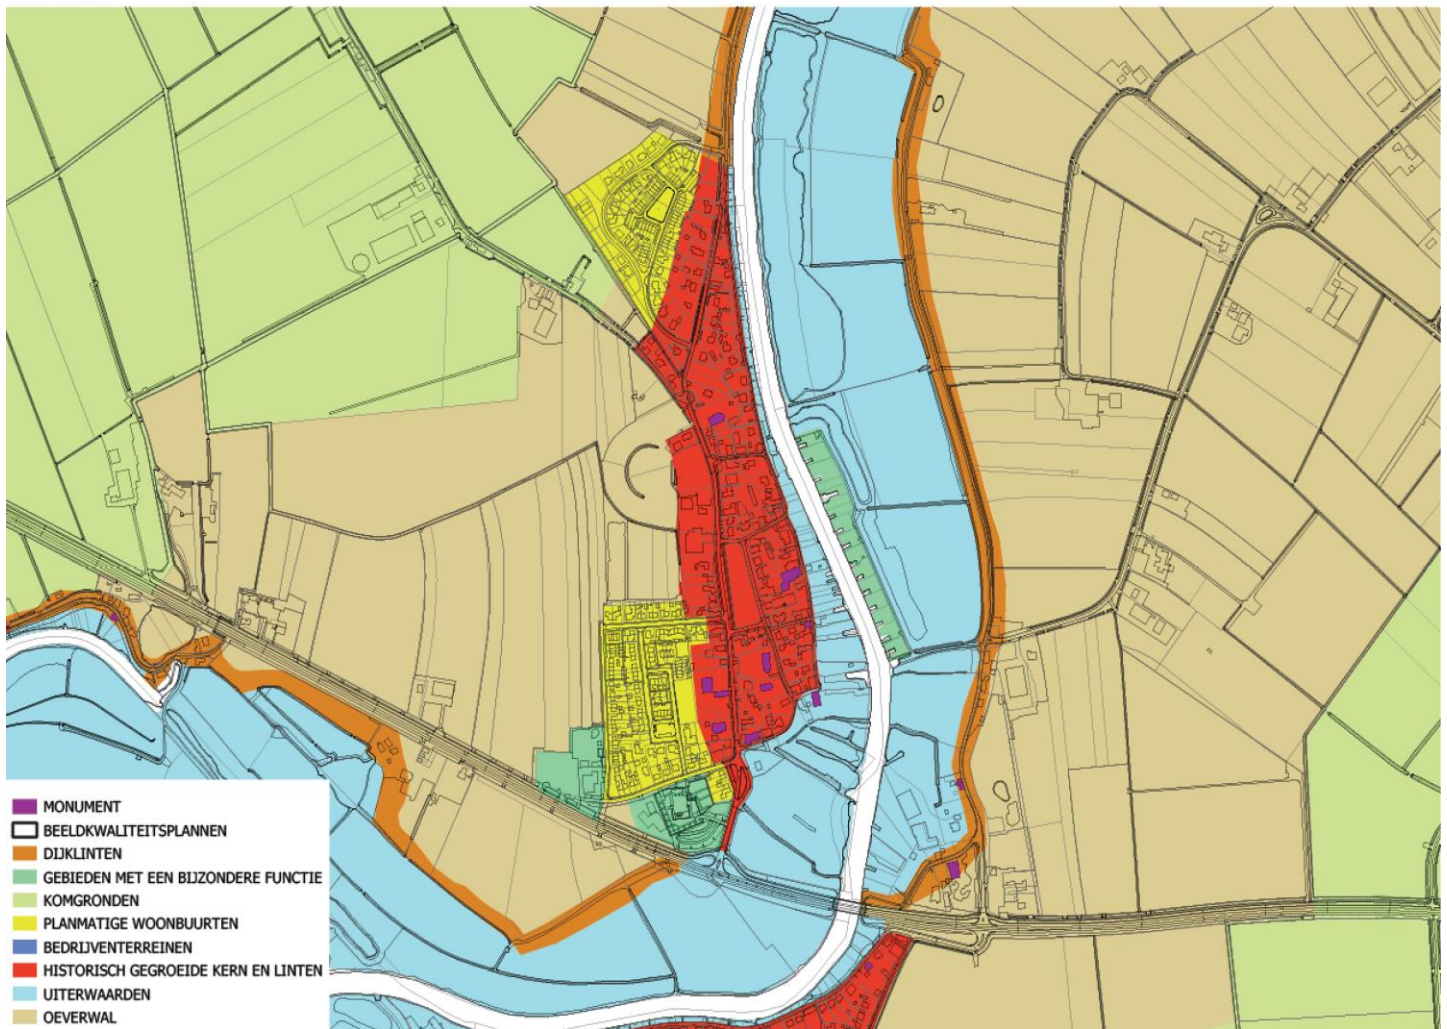 MONUMENT
BEELDKWALITEITSPLANNEN
DIJKLINTEN
GEBIEDEN MET EEN BIJZONDERE FUNCTIE
KOMGRONDEN
PLANMATIGE WOONBUURTEN
BEDRIJVENTERREINEN
HISTORISCH GEGROEIDE KERN EN LINTEN
UITERWAARDEN
OEVERWAL